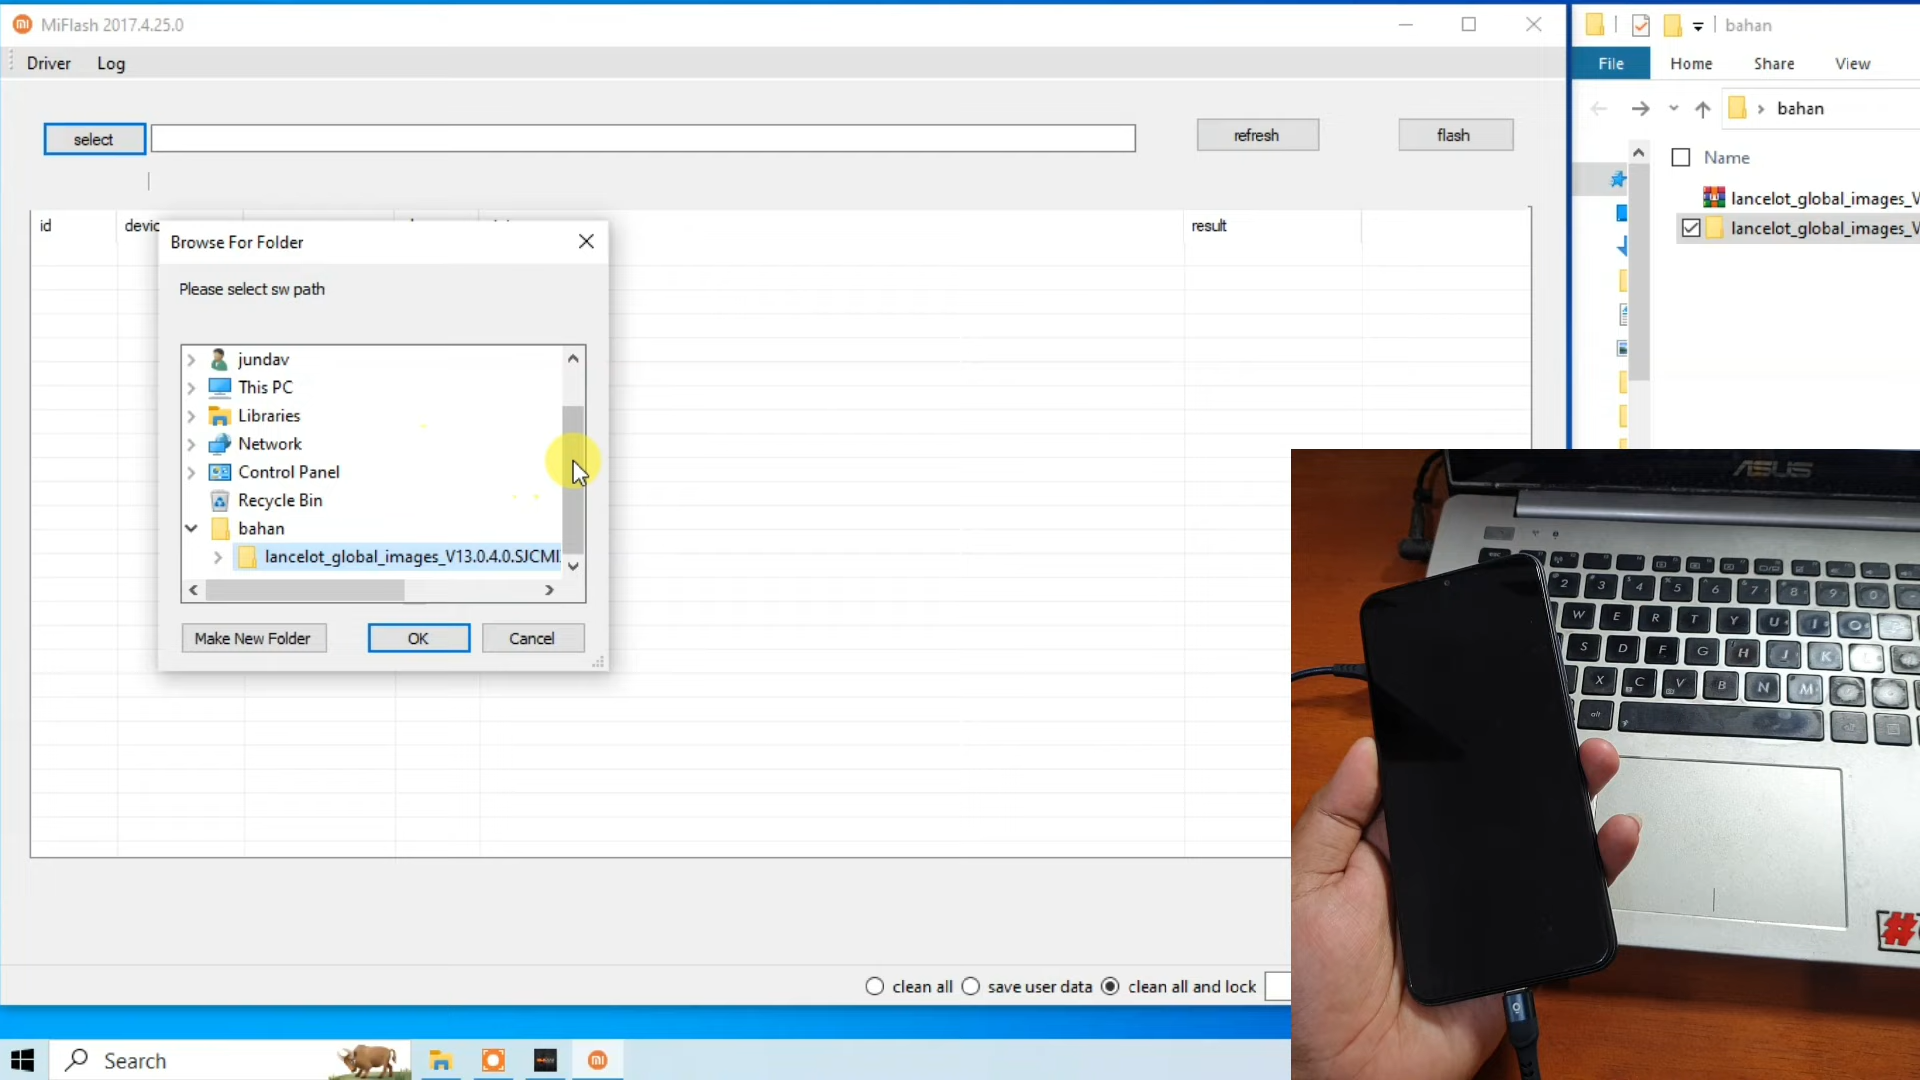 MiFlash 2017.4.25.0
Driver Log
select
refresh
flash
id
result
Browse For Folder
Please select sw path
jundav
This PC
Libraries
Network
Control Panel
Recycle Bin
bahan
lancelot_global_images_V13.0.4.0.SJCMI
Make New Folder
OK
Cancel
clean all
save user data
clean all and lock
Search
bahan
File Home Share View
bahan
Name
lancelot_global_images_V
lancelot_global_images_V
ASUS
W E R T Y U I O
S D F G H J K
X C V B N M
alt